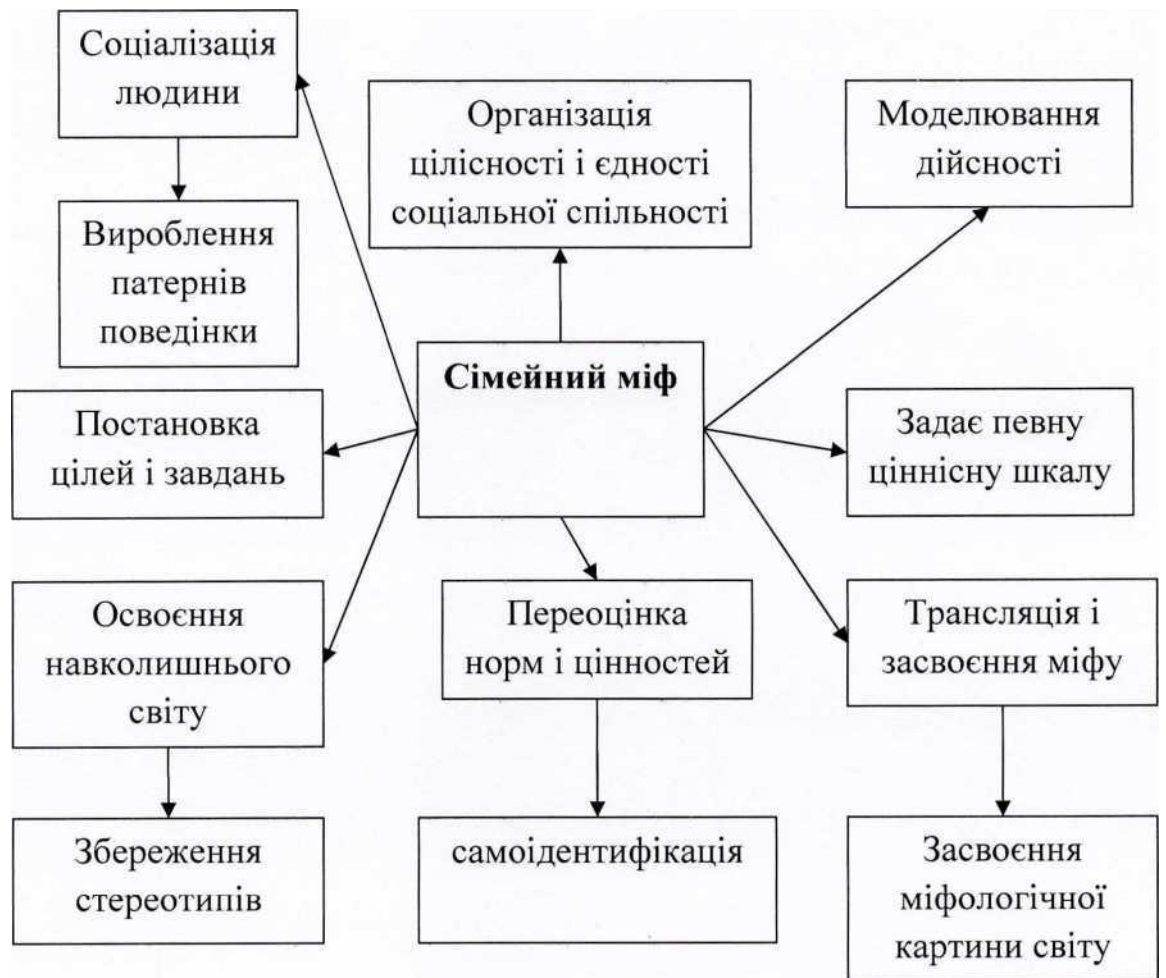 Соціалізація
людини
Організація
цілісності і єдності
соціальної спільності
Моделювання
дійсності
Вироблення
патернів
поведінки
Сімейний міф
Постановка
цілей і завдань
Задає певну
ціннісну шкалу
Освоєння
навколишнього
світу
Переоцінка
норм і цінностей
Трансляція і
засвоєння міфу
Збереження
стереотипів
самоідентифікація
Засвоєння
міфологічної
картини світу